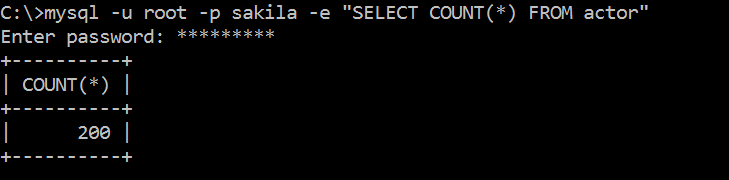 C:\>mysql -u root -p sakila -e "SELECT COUNT(*) FROM actor"
Enter password: *********
+----------+
| COUNT(*) |
+----------+
|      200 |
+----------+